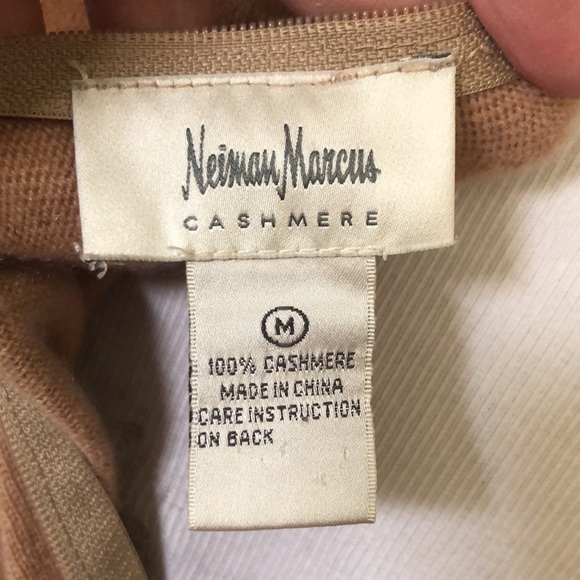 Neiman Marcus
CASHMERE
M
100% CASHMERE
MADE IN CHINA
CARE INSTRUCTION
ON BACK